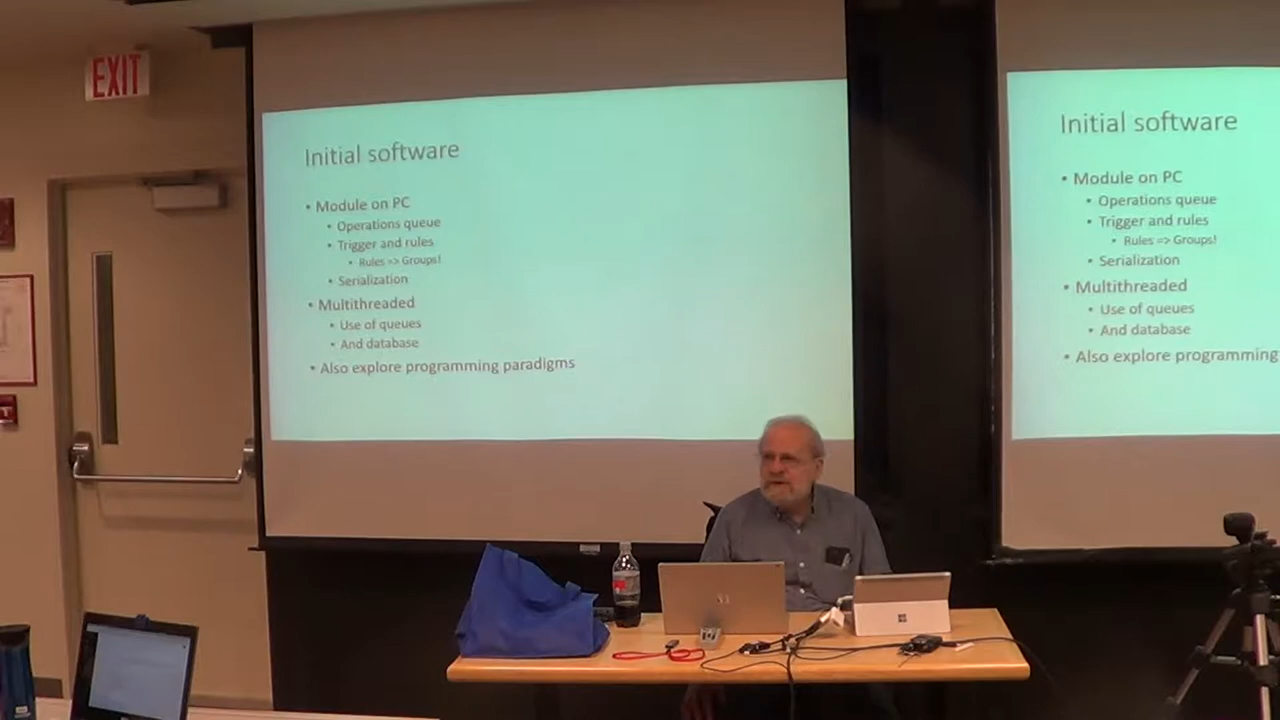 EXIT
Initial software
• Module on PC
• Operations queue
• Trigger and rules
• Rules => Groups!
• Serialization
• Multithreaded
• Use of queues
• And database
• Also explore programming paradigms
Initial software
• Module on PC
• Operations queue
• Trigger and rules
• Rules => Groups!
• Serialization
• Multithreaded
• Use of queues
• And database
• Also explore programming
hp